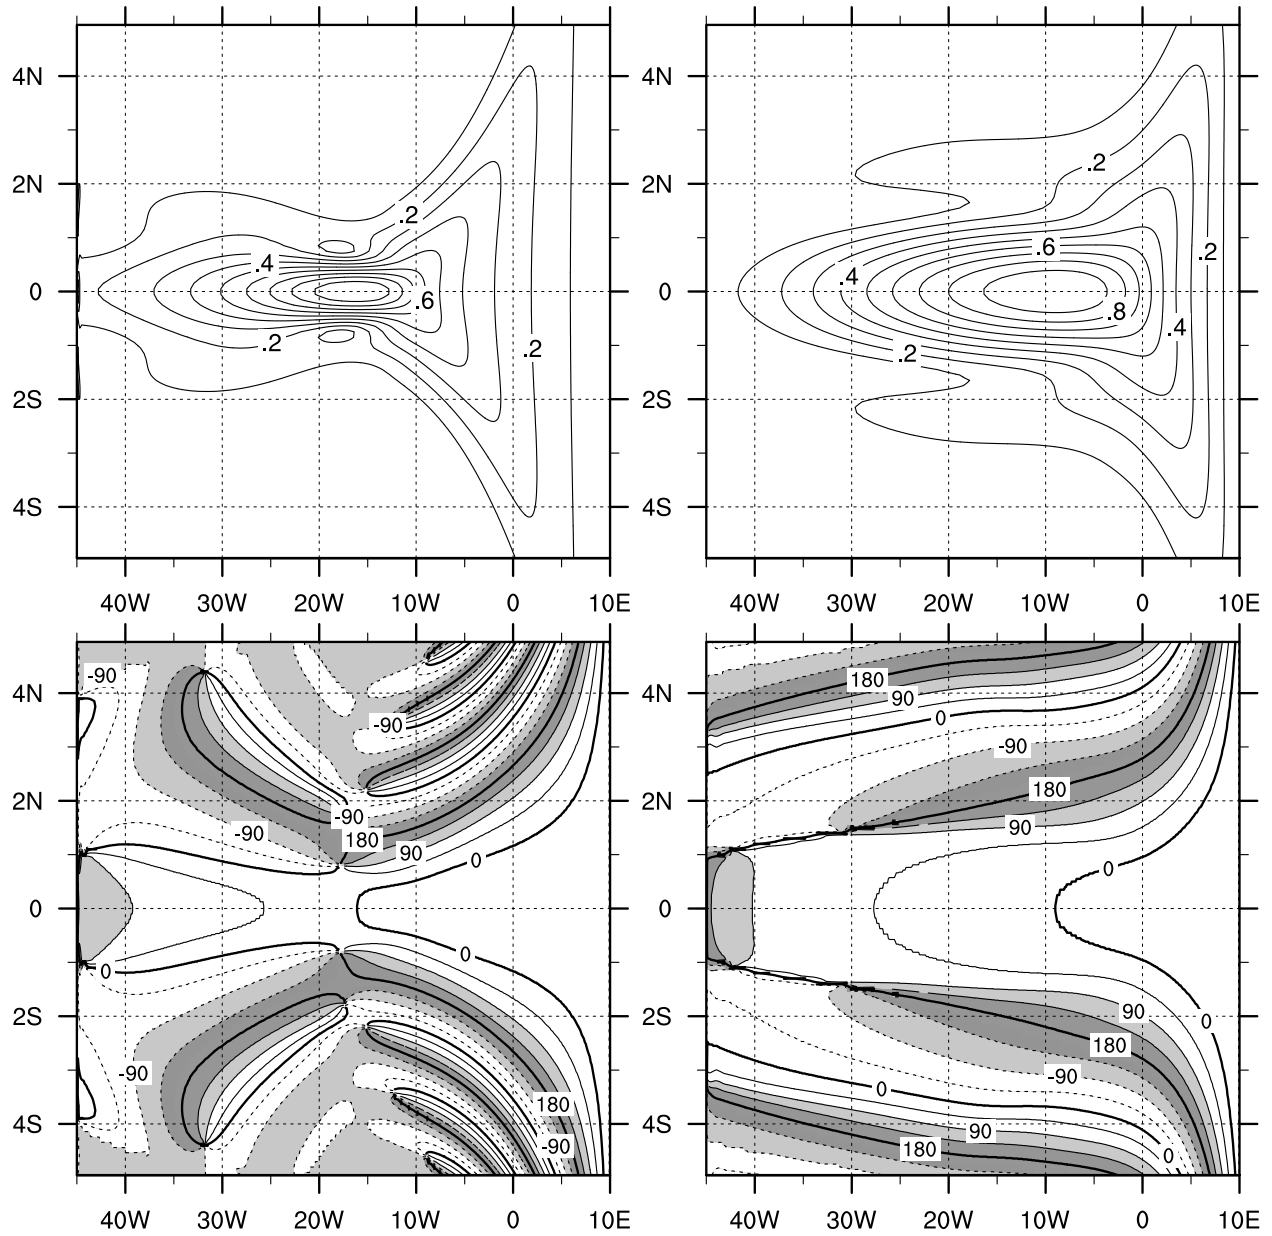 4N 4N
.2
2N .2 2N
.6
.4 .2
.4
0 .6 0
.8
.2 .2 .4
.2
2S 2S
4S 4S
40W 30W 20W 10W 0 10E 40W 30W 20W 10W 0 10E
-90 180
4N 4N 90
-90 0
-90
2N 180 2N
-90 -90
180 90 90
0 0
0 0
0 0
2S 2S 90 0
180
-90 -90
180 0
90
4S -90 4S 180 0
40W 30W 20W 10W 0 10E 40W 30W 20W 10W 0 10E